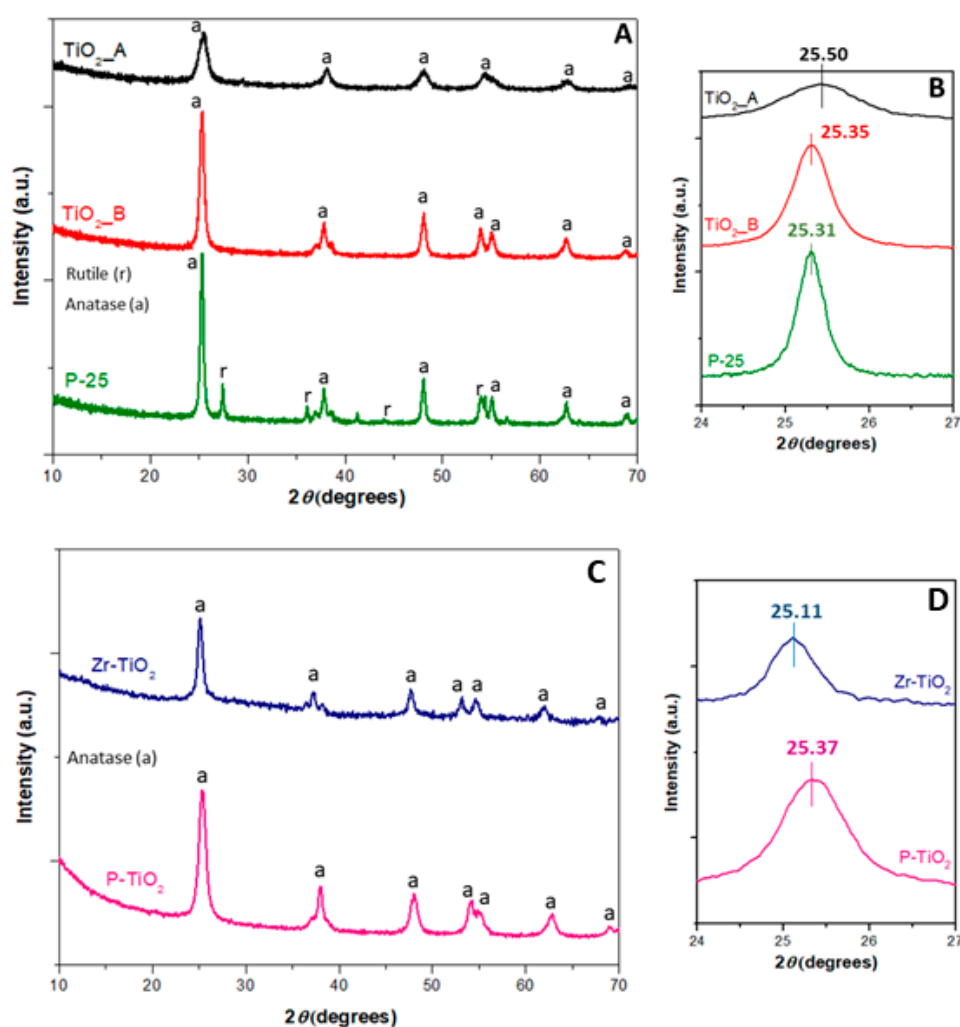 A
TiO₂_A
a a a a a a
TiO₂_B
a a a a a a a
Rutile (r)
Anatase (a)
P-25
a r r a r a r a a a
Intensity (a.u.)
10 20 30 40 50 60 70
2θ(degrees)
B
25.50
TiO₂_A
25.35
TiO₂_B
25.31
P-25
Intensity (a.u.)
24 25 26 27
2θ(degrees)
C
Zr-TiO₂
a a a a a a a
Anatase (a)
P-TiO₂
a a a a a a a
Intensity (a.u.)
10 20 30 40 50 60 70
2θ(degrees)
D
25.11
Zr-TiO₂
25.37
P-TiO₂
Intensity (a.u.)
24 25 26 27
2θ(degrees)